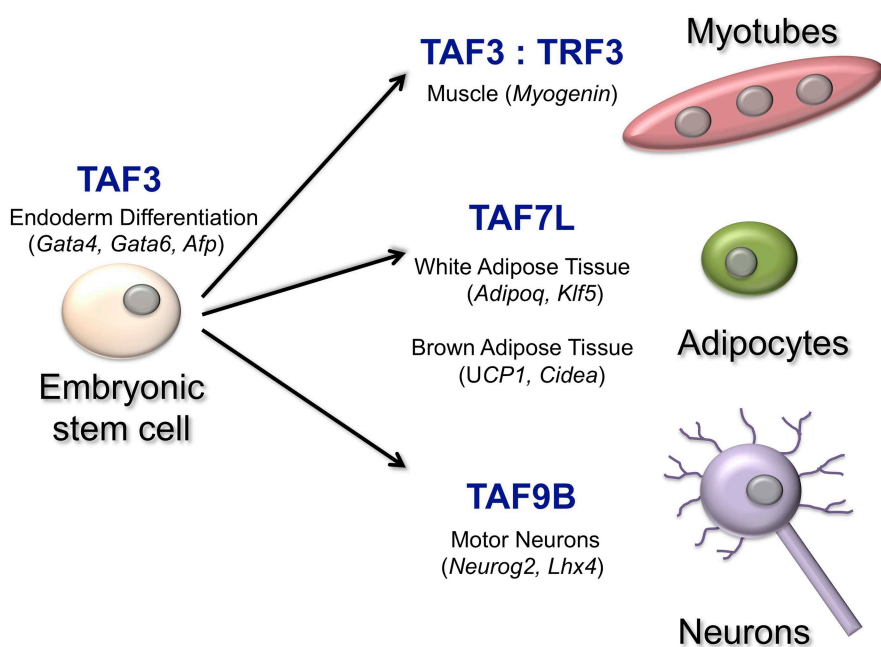 TAF3
Endoderm Differentiation
(Gata4, Gata6, Afp)
Embryonic
stem cell
TAF3 : TRF3
Muscle (Myogenin)
Myotubes
TAF7L
White Adipose Tissue
(Adipoq, Klf5)
Brown Adipose Tissue
(UCP1, Cidea)
Adipocytes
TAF9B
Motor Neurons
(Neurog2, Lhx4)
Neurons